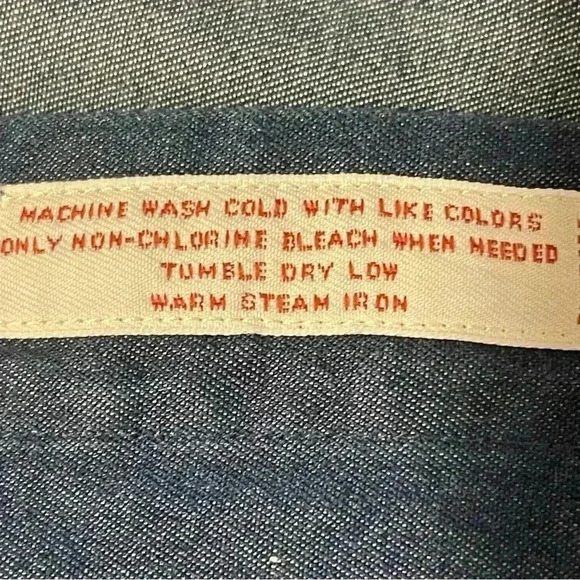 MACHINE WASH COLD WITH LIKE COLORS
ONLY NON-CHLORINE BLEACH WHEN NEEDED
TUMBLE DRY LOW
WARM STEAM IRON